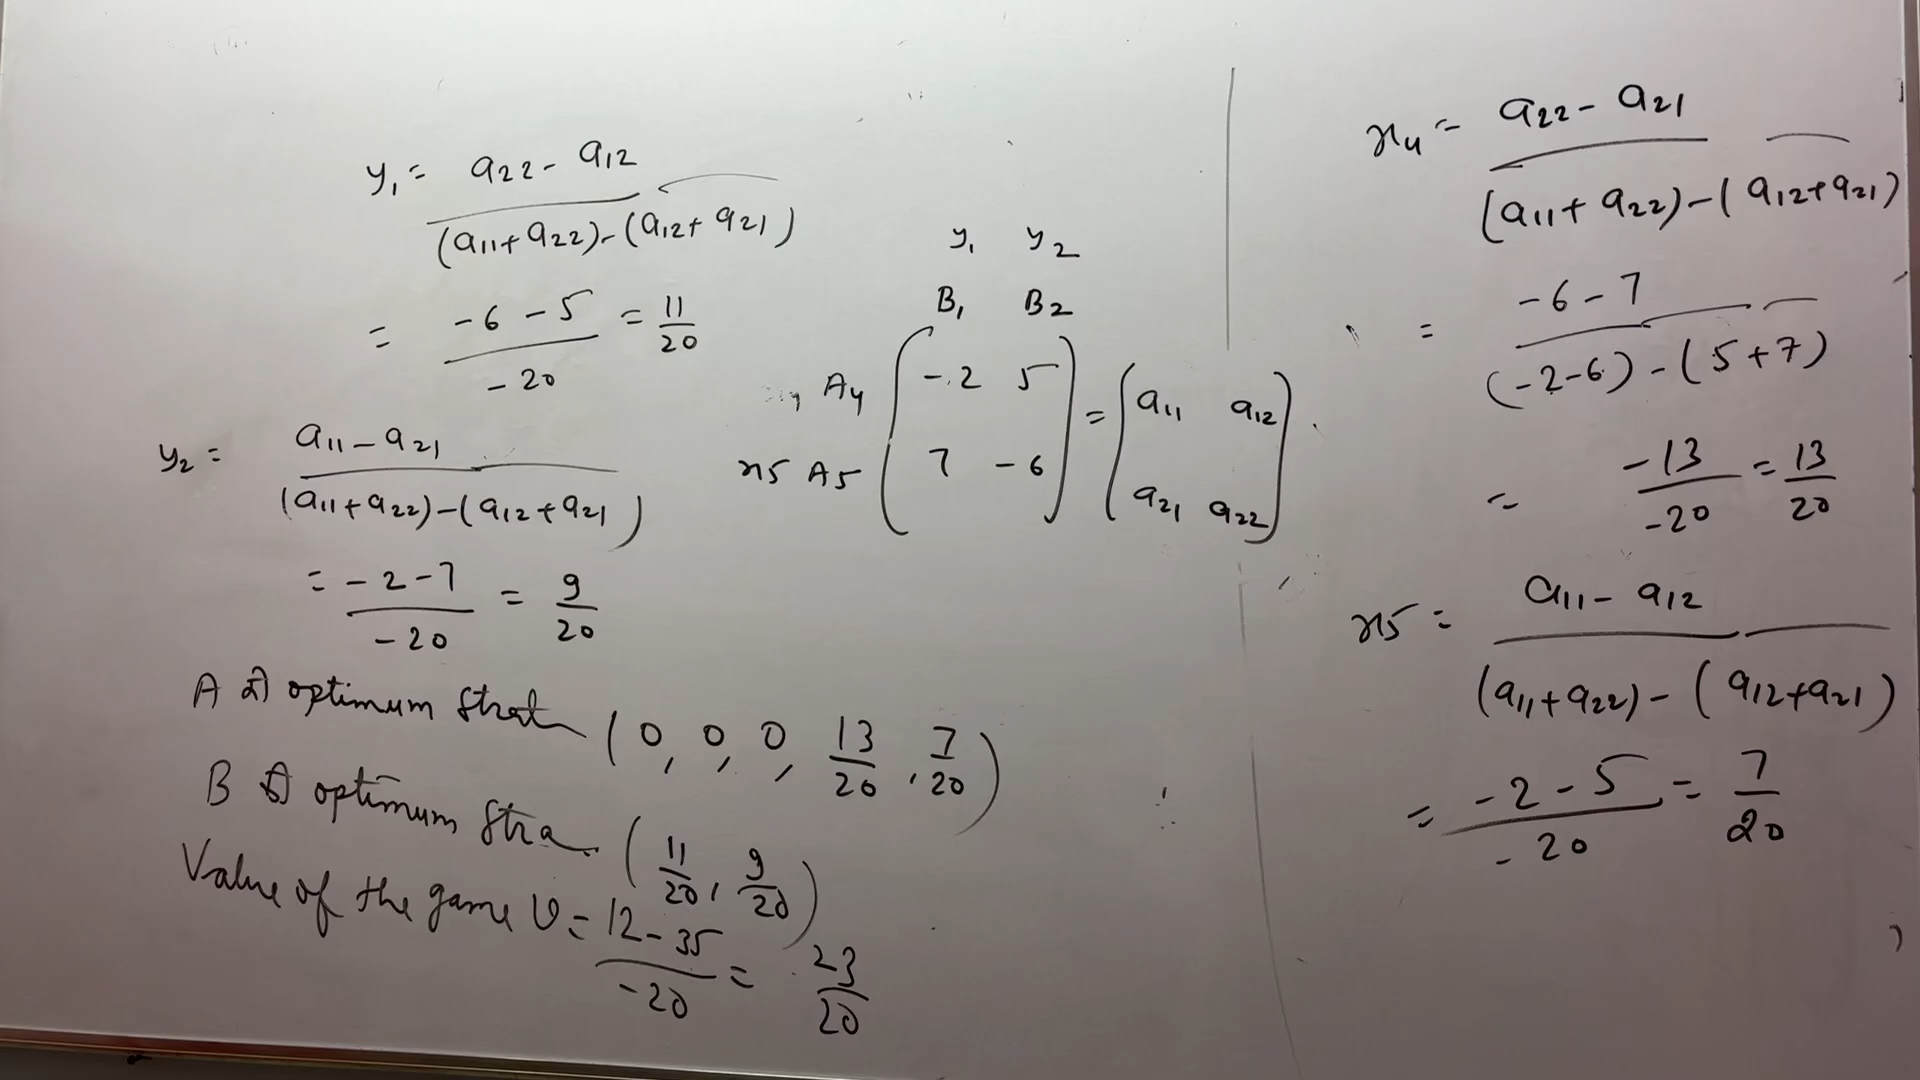 y₁ = a₂₂ - a₁₂
(a₁₁ + a₂₂) - (a₁₂ + a₂₁)
= -6 - 5 = 11
-20 20
y₂ = a₁₁ - a₂₁
(a₁₁ + a₂₂) - (a₁₂ + a₂₁)
= -2 - 7 = 9
-20 20
y₁ y₂
B₁ B₂
A₄ -2 5 = a₁₁ a₁₂
x₅ A₅ 7 -6 a₂₁ a₂₂
x₄ = a₂₂ - a₂₁
(a₁₁ + a₂₂) - (a₁₂ + a₂₁)
= -6 - 7
(-2 - 6) - (5 + 7)
= -13 = 13
-20 20
x₅ = a₁₁ - a₁₂
(a₁₁ + a₂₂) - (a₁₂ + a₂₁)
= -2 - 5 = 7
-20 20
A optimum Strat (0, 0, 0, 13/20, 7/20)
B optimum Stra (11/20, 9/20)
Value of the game V = 12 - 35 = 23
-20 20